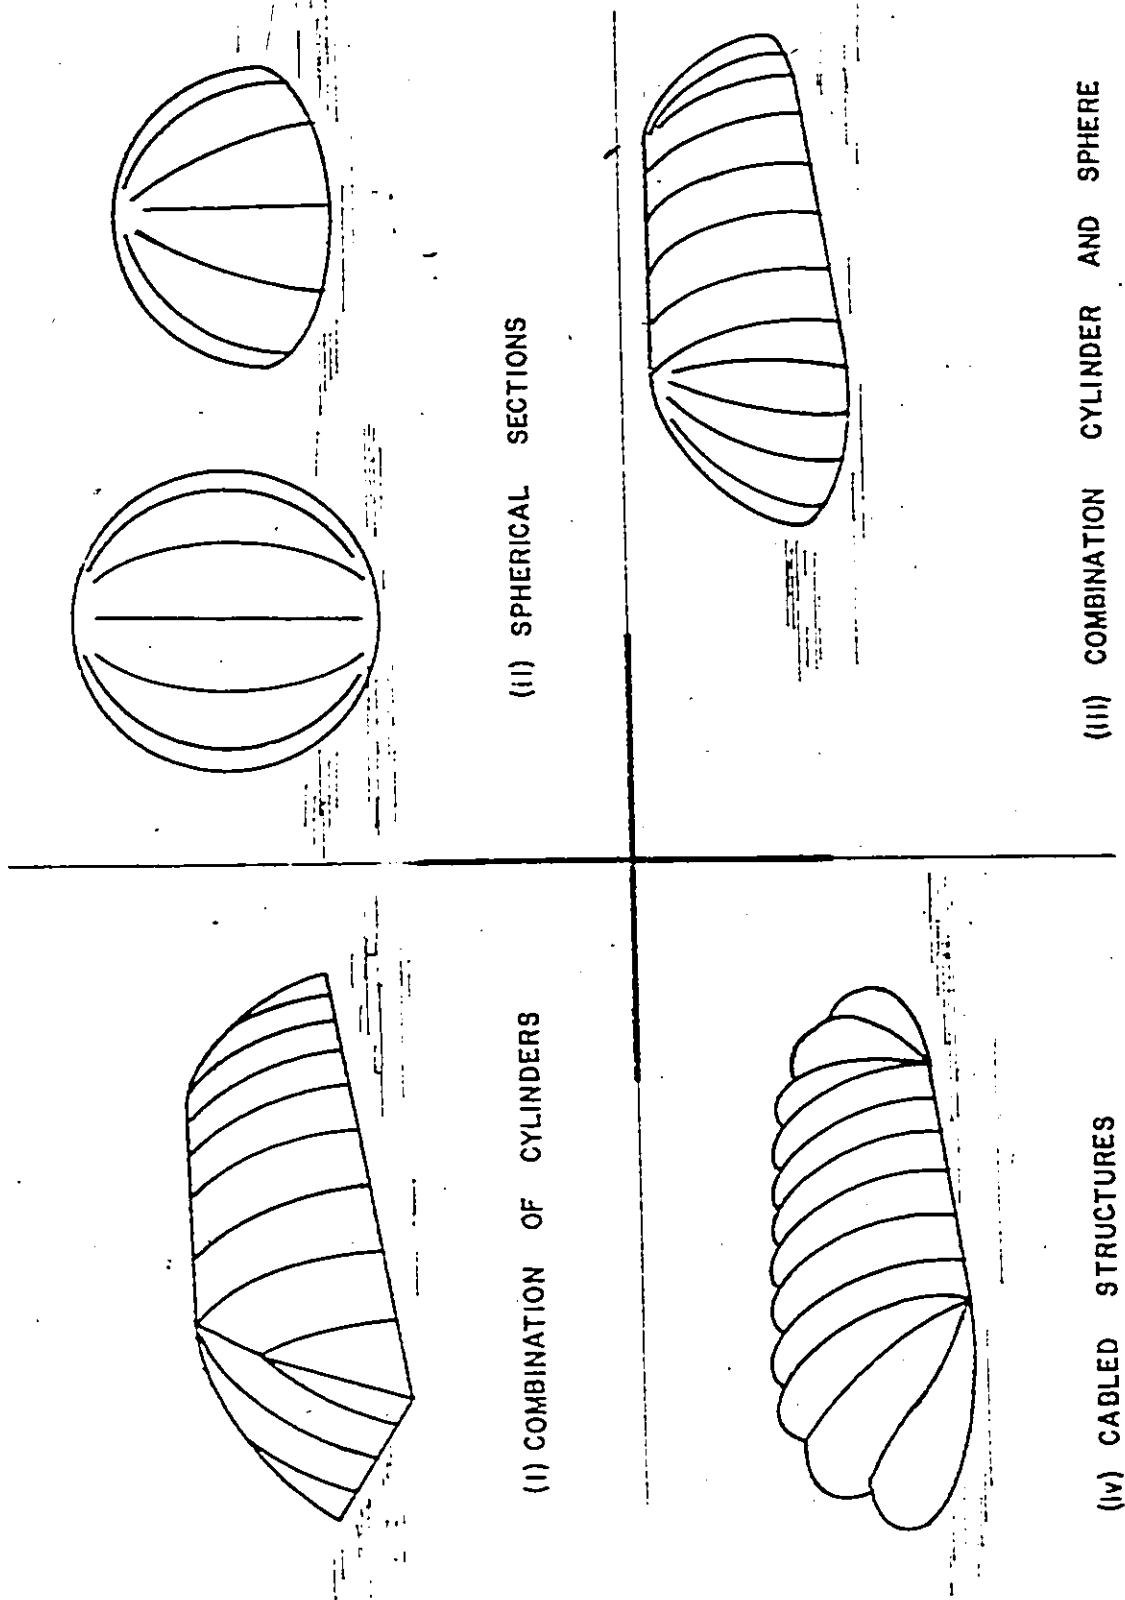 (i) COMBINATION OF CYLINDERS
(ii) SPHERICAL SECTIONS
(iii) COMBINATION CYLINDER AND SPHERE
(iv) CABLED STRUCTURES